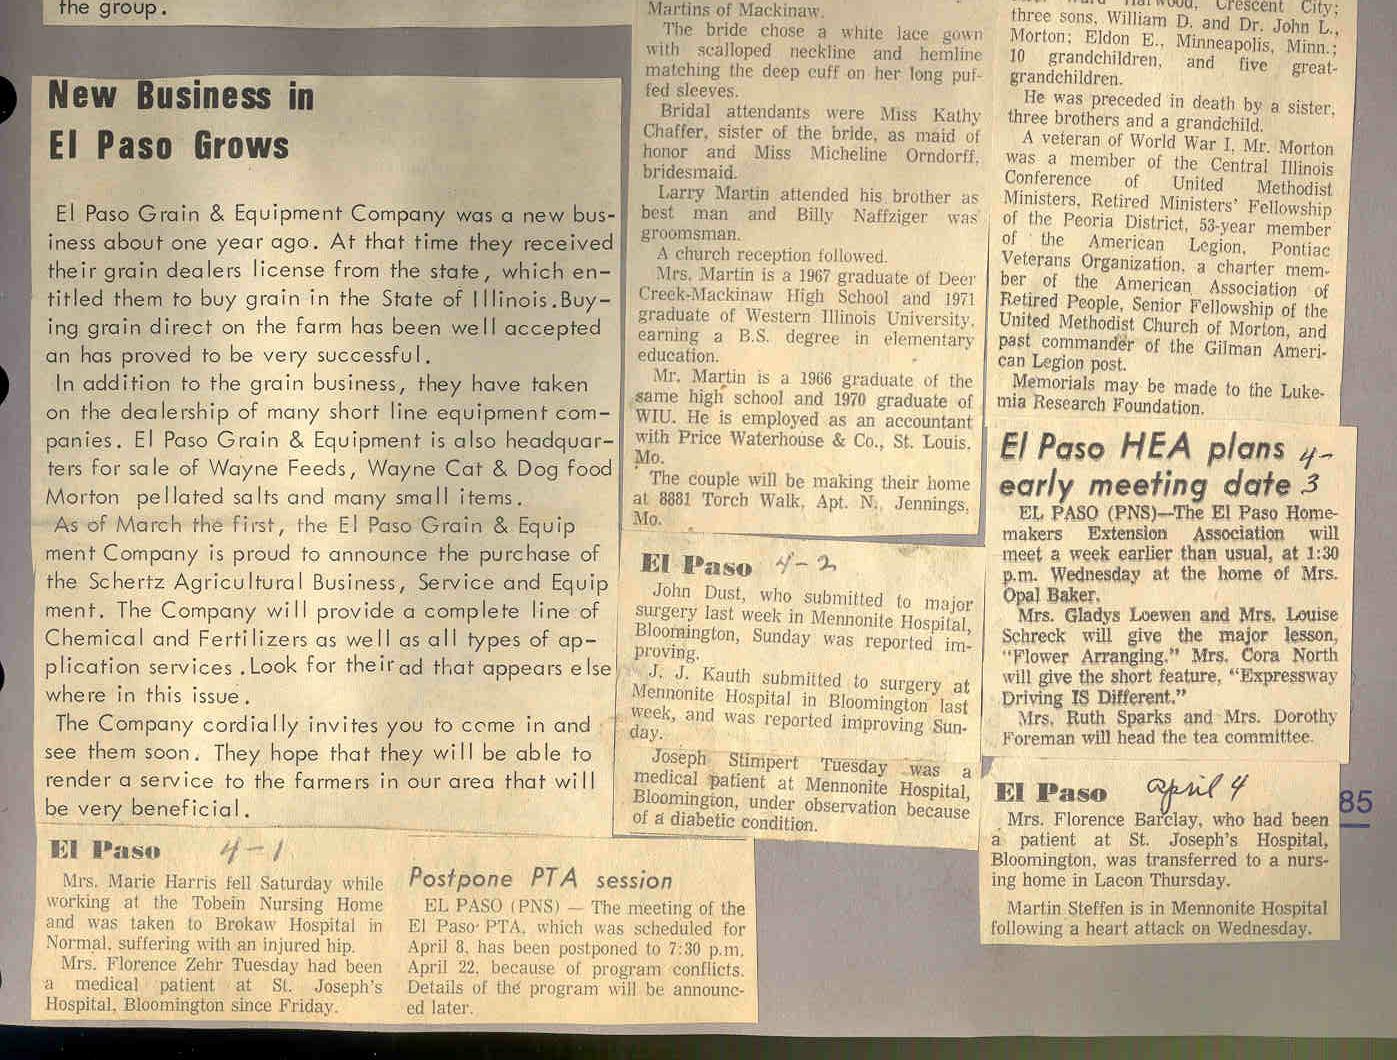 the group.
New Business in
El Paso Grows
El Paso Grain & Equipment Company was a new bus-
iness about one year ago. At that time they received
their grain dealers license from the state, which en-
titled them to buy grain in the State of Illinois.Buy-
ing grain direct on the farm has been well accepted
an has proved to be very successful.
In addition to the grain business, they have taken
on the dealership of many short line equipment com-
panies. El Paso Grain & Equipment is also headquar-
ters for sale of Wayne Feeds, Wayne Cat & Dog food
Morton pellated salts and many small items.
As of March the first, the El Paso Grain & Equip
ment Company is proud to announce the purchase of
the Schertz Agricultural Business, Service and Equip
ment. The Company will provide a complete line of
Chemical and Fertilizers as well as all types of ap-
plication services.Look for their ad that appears else
where in this issue.
The Company cordially invites you to come in and
see them soon. They hope that they will be able to
render a service to the farmers in our area that will
be very beneficial.
El Paso 4-1
Mrs. Marie Harris fell Saturday while
working at the Tobein Nursing Home
and was taken to Brokaw Hospital in
Normal, suffering with an injured hip.
Mrs. Florence Zehr Tuesday had been
a medical patient at St. Joseph's
Hospital, Bloomington since Friday.
Postpone PTA session
EL PASO (PNS) — The meeting of the
El Paso PTA, which was scheduled for
April 8, has been postponed to 7:30 p.m.
April 22, because of program conflicts.
Details of the program will be announc-
ed later.
Martins of Mackinaw.
The bride chose a white lace gown
with scalloped neckline and hemline
matching the deep cuff on her long puf-
fed sleeves.
Bridal attendants were Miss Kathy
Chaffer, sister of the bride, as maid of
honor and Miss Micheline Orndorff,
bridesmaid.
Larry Martin attended his brother as
best man and Billy Naffziger was
groomsman.
A church reception followed.
Mrs. Martin is a 1967 graduate of Deer
Creek-Mackinaw High School and 1971
graduate of Western Illinois University,
earning a B.S. degree in elementary
education.
Mr. Martin is a 1966 graduate of the
same high school and 1970 graduate of
WIU. He is employed as an accountant
with Price Waterhouse & Co., St. Louis,
Mo.
The couple will be making their home
at 8881 Torch Walk, Apt. N., Jennings,
Mo.
El Paso 4-2
John Dust, who submitted to major
surgery last week in Mennonite Hospital,
Bloomington, Sunday was reported im-
proving.
J. J. Kauth submitted to surgery at
Mennonite Hospital in Bloomington last
week, and was reported improving Sun-
day.
Joseph Stimpert Tuesday was a
medical patient at Mennonite Hospital,
Bloomington, under observation because
of a diabetic condition.
Crescent City;
three sons, William D. and Dr. John L.,
Morton; Eldon E., Minneapolis, Minn.;
10 grandchildren, and five great-
grandchildren.
He was preceded in death by a sister,
three brothers and a grandchild.
A veteran of World War I, Mr. Morton
was a member of the Central Illinois
Conference of United Methodist
Ministers, Retired Ministers' Fellowship
of the Peoria District, 53-year member
of the American Legion, Pontiac
Veterans Organization, a charter mem-
ber of the American Association of
Retired People, Senior Fellowship of the
United Methodist Church of Morton, and
past commander of the Gilman Ameri-
can Legion post.
Memorials may be made to the Luke-
mia Research Foundation.
El Paso HEA plans 4-
early meeting date 3
EL PASO (PNS)—The El Paso Home-
makers Extension Association will
meet a week earlier than usual, at 1:30
p.m. Wednesday at the home of Mrs.
Opal Baker.
Mrs. Gladys Loewen and Mrs. Louise
Schreck will give the major lesson,
"Flower Arranging." Mrs. Cora North
will give the short feature, "Expressway
Driving IS Different."
Mrs. Ruth Sparks and Mrs. Dorothy
Foreman will head the tea committee.
El Paso april 4
Mrs. Florence Barclay, who had been
a patient at St. Joseph's Hospital,
Bloomington, was transferred to a nurs-
ing home in Lacon Thursday.
Martin Steffen is in Mennonite Hospital
following a heart attack on Wednesday.
85